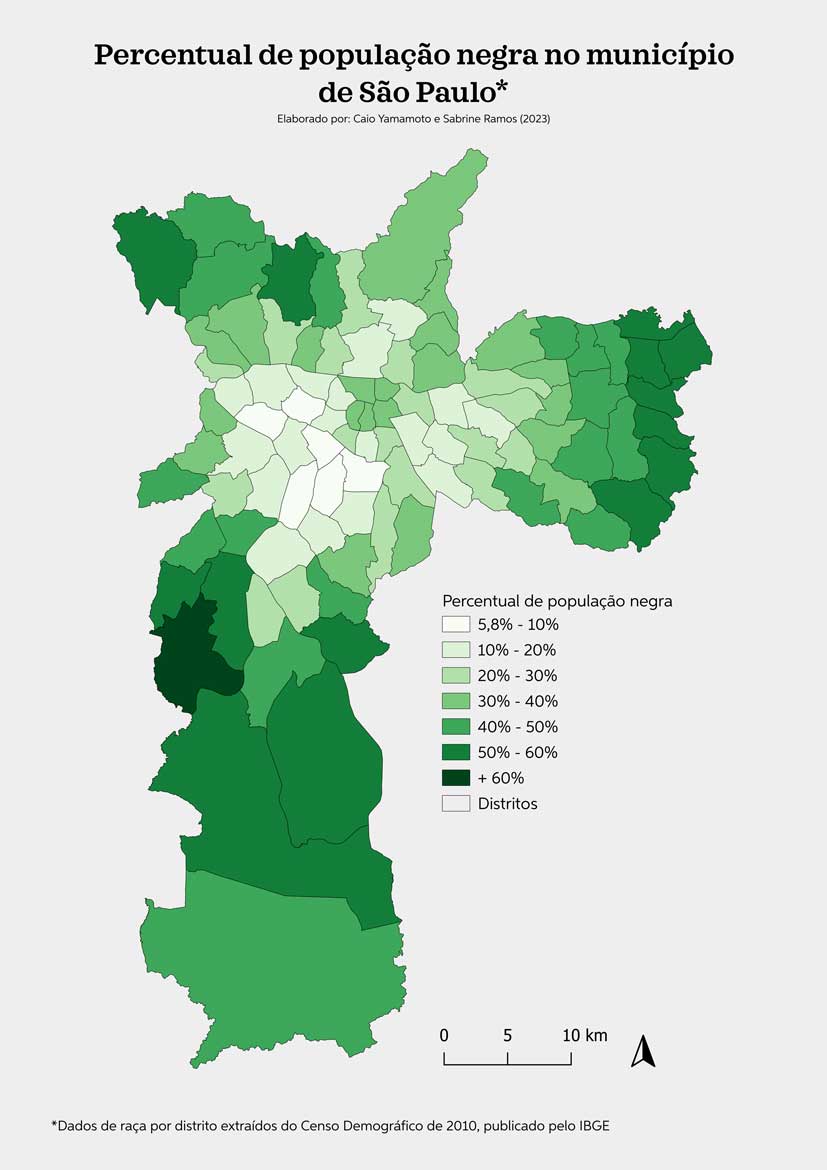 Percentual de população negra no município
de São Paulo*
Elaborado por: Caio Yamamoto e Sabrine Ramos (2023)
Percentual de população negra
5,8% - 10%
10% - 20%
20% - 30%
30% - 40%
40% - 50%
50% - 60%
+ 60%
Distritos
0 5 10 km
*Dados de raça por distrito extraídos do Censo Demográfico de 2010, publicado pelo IBGE